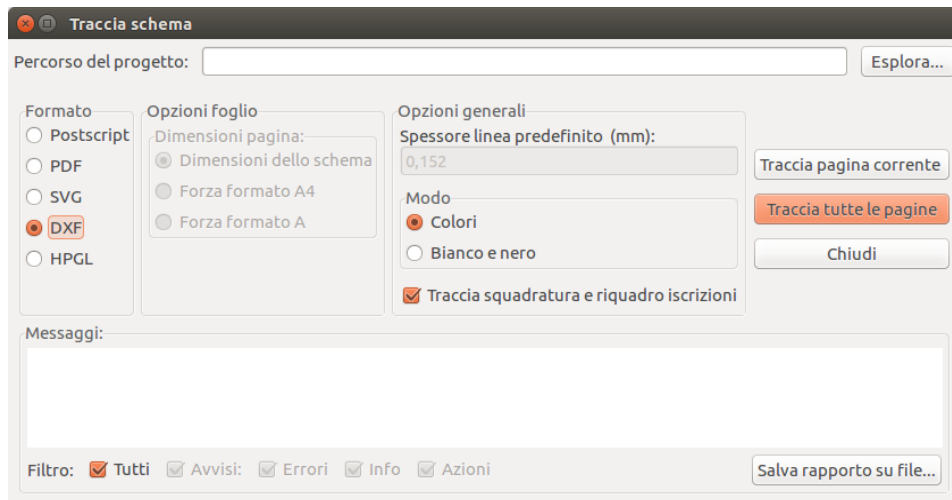 Traccia schema
Percorso del progetto:
Esplora...
Formato
Postscript
PDF
SVG
DXF
HPGL
Opzioni foglio
Dimensioni pagina:
Dimensioni dello schema
Forza formato A4
Forza formato A
Opzioni generali
Spessore linea predefinito (mm):
0,152
Modo
Colori
Bianco e nero
Traccia squadratura e riquadro iscrizioni
Traccia pagina corrente
Traccia tutte le pagine
Chiudi
Messaggi:
Filtro: Tutti Avvisi: Errori Info Azioni
Salva rapporto su file...